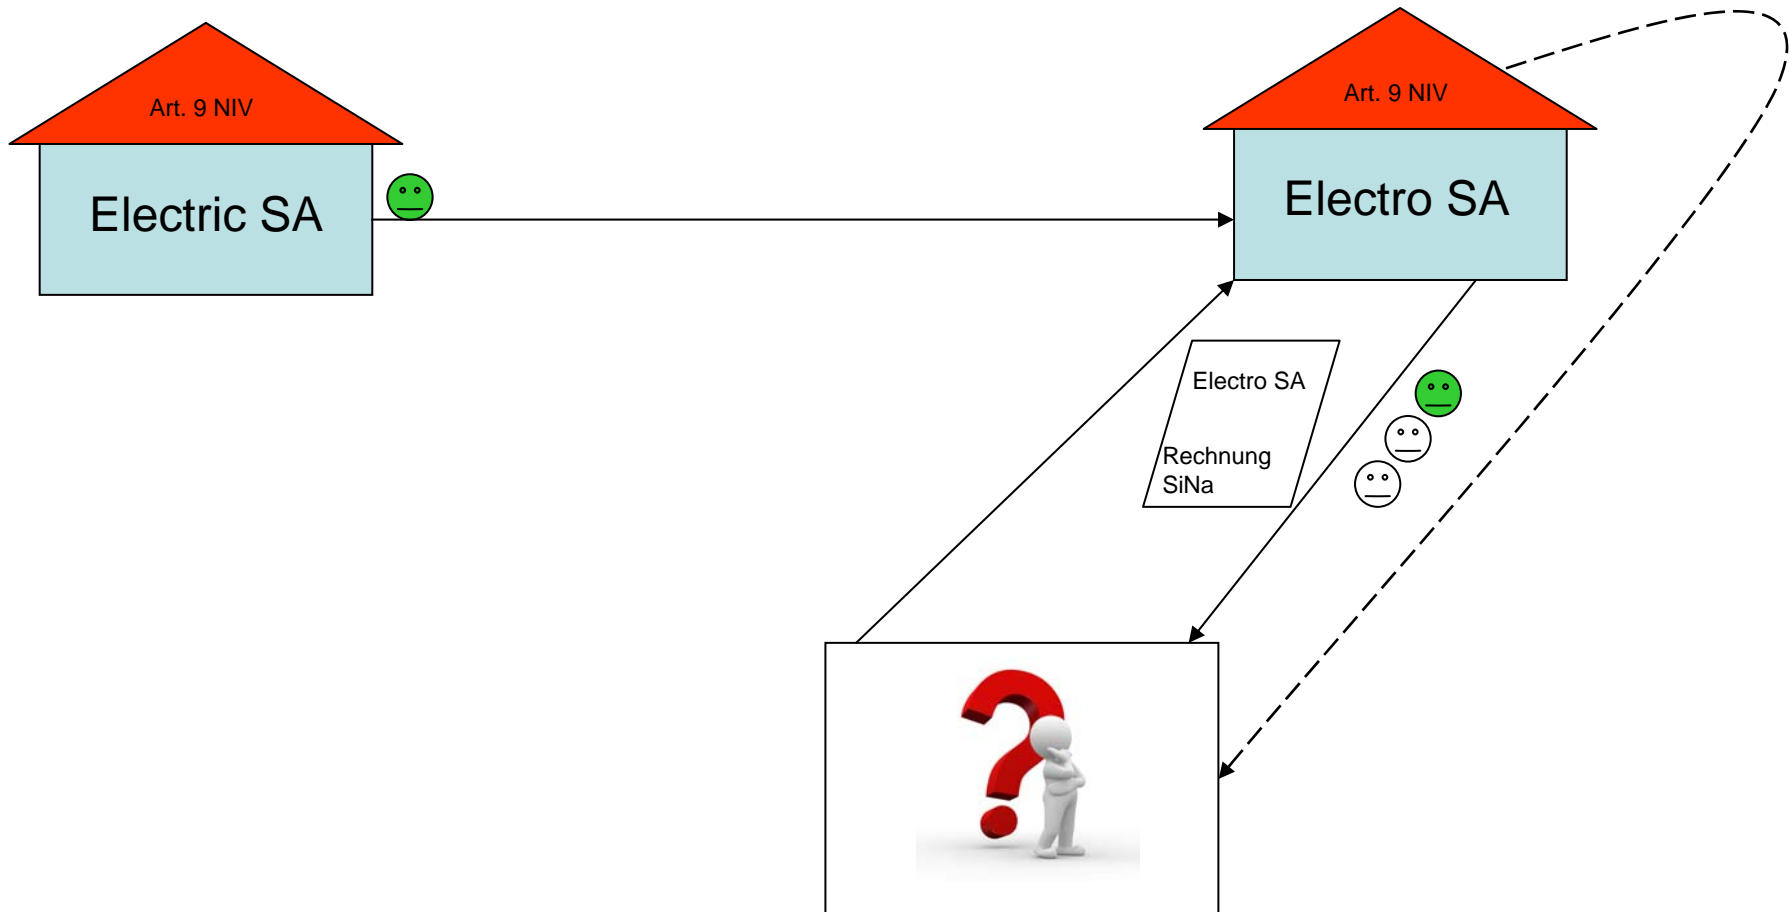 Art. 9 NIV
Electric SA
Art. 9 NIV
Electro SA
Electro SA
Rechnung
SiNa